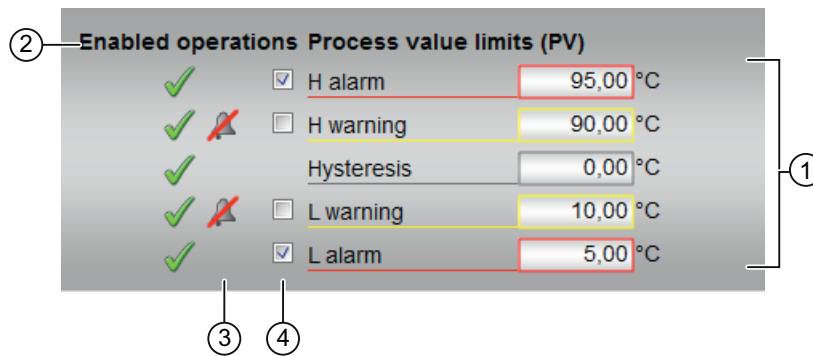 ② Enabled operations Process value limits (PV)
H alarm 95,00 °C
H warning 90,00 °C
Hysteresis 0,00 °C
①
L warning 10,00 °C
L alarm 5,00 °C
③ ④